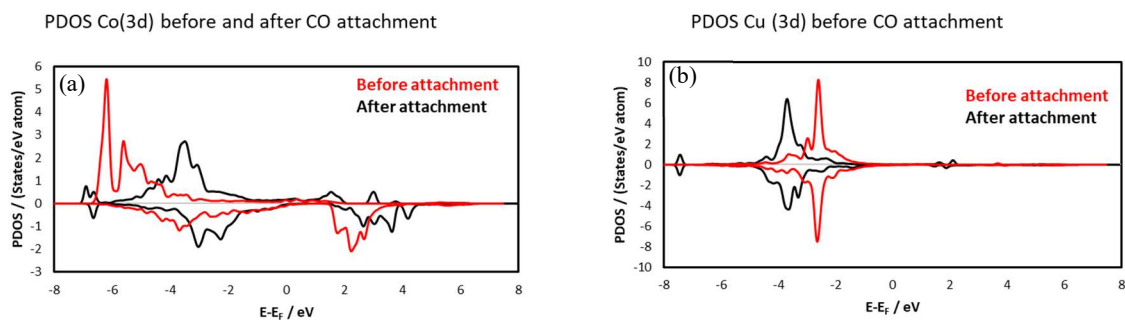 PDOS Co(3d) before and after CO attachment
(a)
Before attachment
After attachment
PDOS / (States/eV atom)
6
5
4
3
2
1
0
-1
-2
-3
-8 -6 -4 -2 0 2 4 6 8
E-EF / eV
PDOS Cu (3d) before CO attachment
(b)
Before attachment
After attachment
PDOS / (States/eV atom)
10
8
6
4
2
0
-2
-4
-6
-8
-10
-8 -6 -4 -2 0 2 4 6 8
E-EF / eV